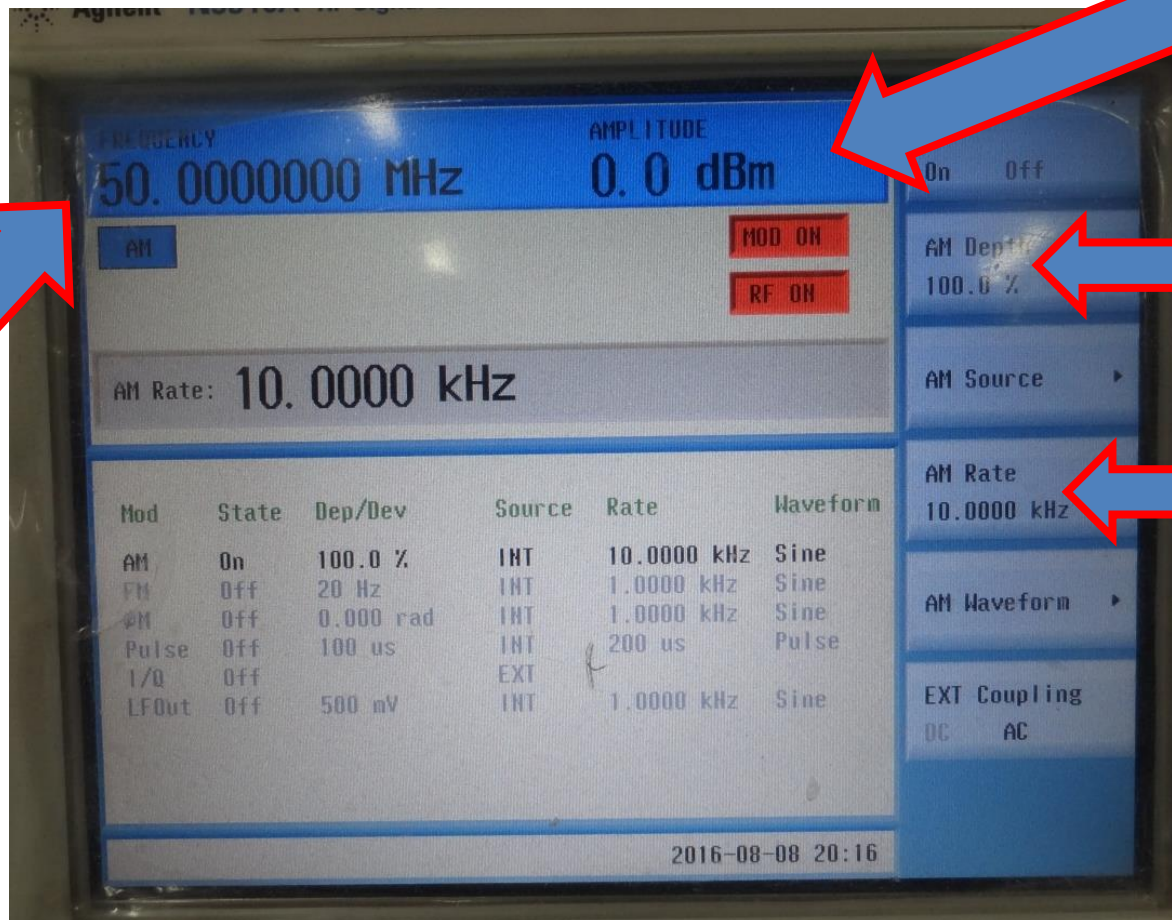 Agilent
FREQUENCY AMPLITUDE
50.0000000 MHz 0.0 dBm
On Off
AM MOD ON
RF ON
AM Depth
100.0 %
AM Rate: 10.0000 kHz
AM Source
AM Rate
10.0000 kHz
AM Waveform
EXT Coupling
DC AC
Mod State Dep/Dev Source Rate Waveform
AM On 100.0 % INT 10.0000 kHz Sine
FM Off 20 Hz INT 1.0000 kHz Sine
ΦM Off 0.000 rad INT 1.0000 kHz Sine
Pulse Off 100 us INT 200 us Pulse
I/Q Off EXT
LFOut Off 500 mV INT 1.0000 kHz Sine
2016-08-08 20:16